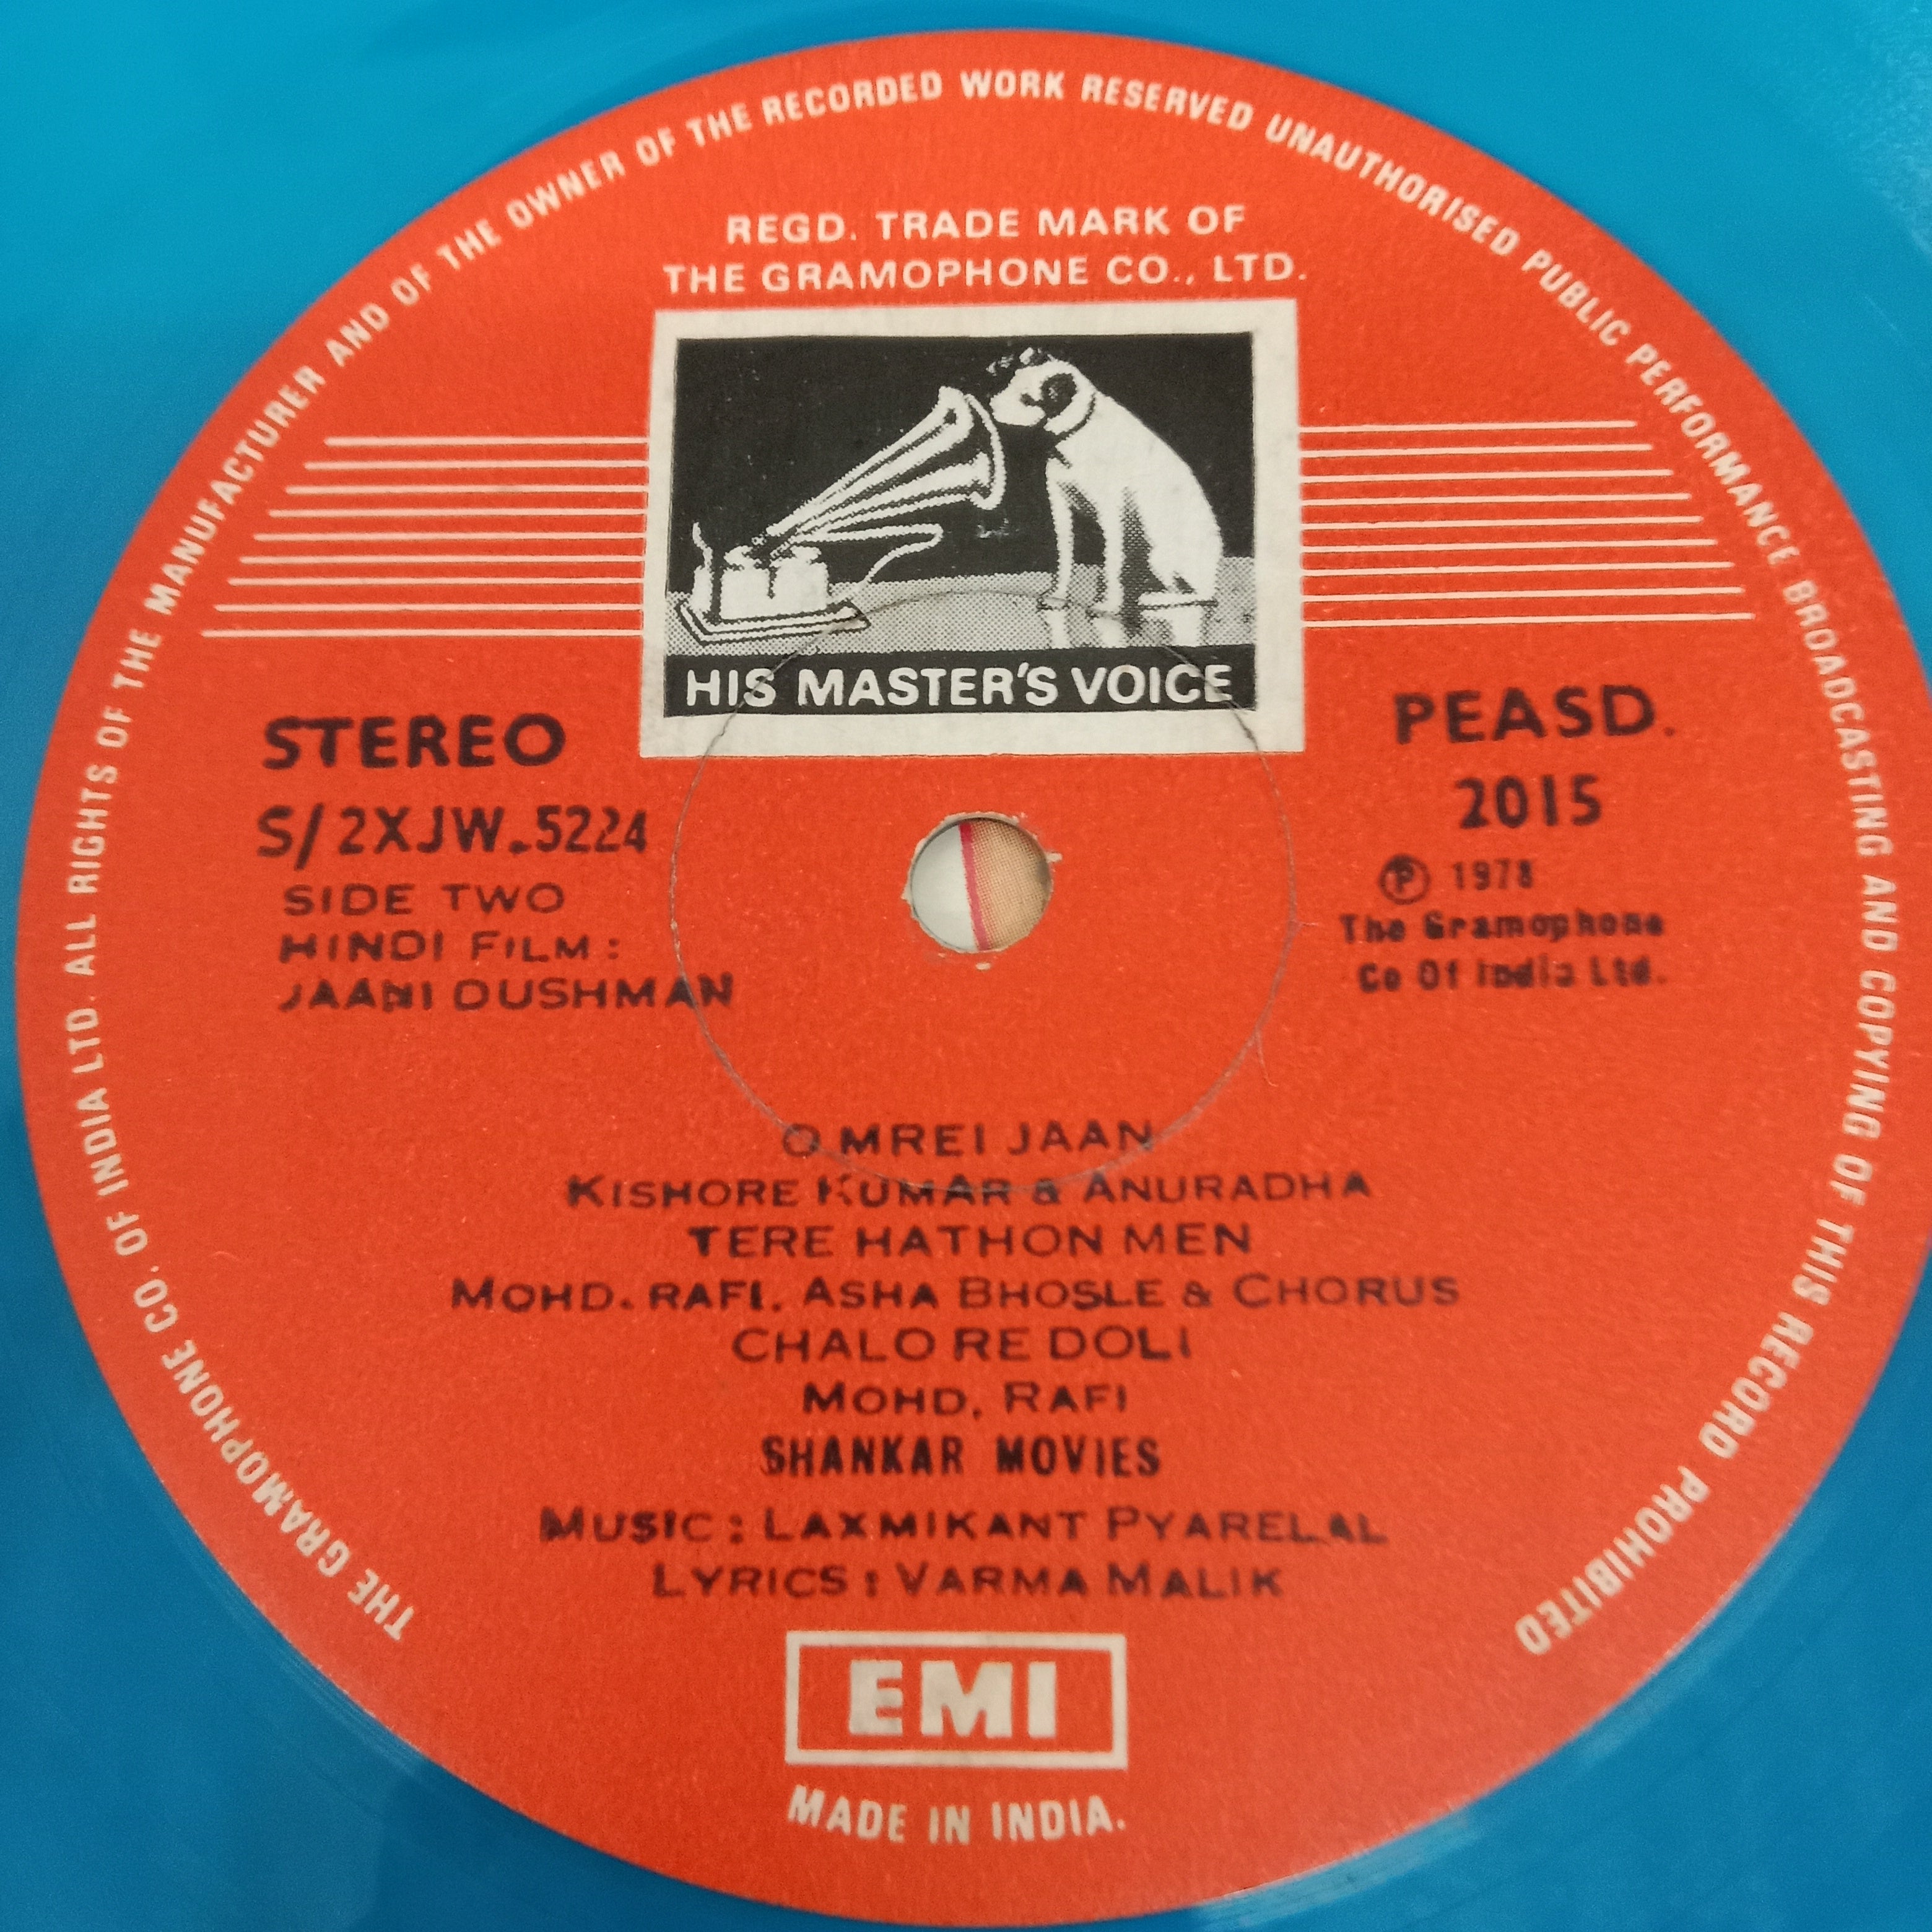 THE GRAMOPHONE CO. OF INDIA LTD. ALL RIGHTS OF THE MANUFACTURER AND OF THE OWNER OF THE RECORDED WORK RESERVED UNAUTHORISED PUBLIC PERFORMANCE BROADCASTING AND COPYING OF THIS RECORD PROHIBITED
REGD. TRADE MARK OF
THE GRAMOPHONE CO., LTD.
HIS MASTER'S VOICE
STEREO
S/2XJW.5224
SIDE TWO
HINDI FILM:
JAANI DUSHMAN
PEASD.
2015
Ⓟ 1978
The Gramophone
Co Of India Ltd.
O MREI JAAN
KISHORE KUMAR & ANURADHA
TERE HATHON MEN
MOHD. RAFI. ASHA BHOSLE & CHORUS
CHALO RE DOLI
MOHD. RAFI
SHANKAR MOVIES
MUSIC: LAXMIKANT PYARELAL
LYRICS: VARMA MALIK
EMI
MADE IN INDIA.